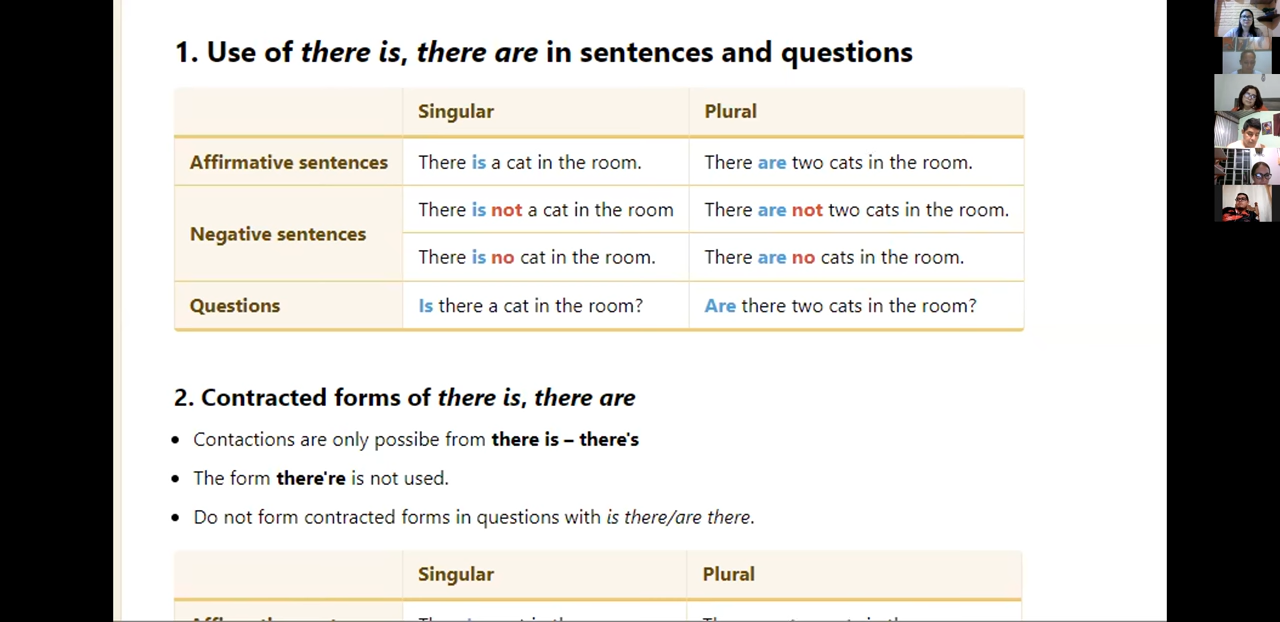 1. Use of there is, there are in sentences and questions
Singular Plural
Affirmative sentences There is a cat in the room. There are two cats in the room.
Negative sentences There is not a cat in the room There are not two cats in the room.
There is no cat in the room. There are no cats in the room.
Questions Is there a cat in the room? Are there two cats in the room?
2. Contracted forms of there is, there are
• Contactions are only possibe from there is – there's
• The form there're is not used.
• Do not form contracted forms in questions with is there/are there.
Singular Plural